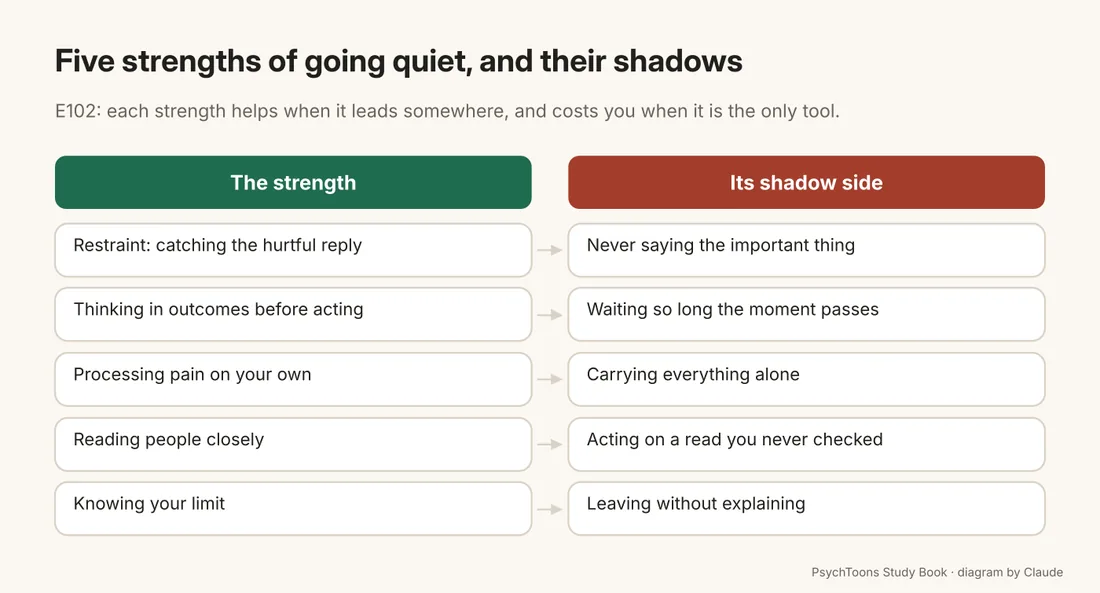 Five strengths of going quiet, and their shadows
E102: each strength helps when it leads somewhere, and costs you when it is the only tool.
The strength
Its shadow side
Restraint: catching the hurtful reply
Never saying the important thing
Thinking in outcomes before acting
Waiting so long the moment passes
Processing pain on your own
Carrying everything alone
Reading people closely
Acting on a read you never checked
Knowing your limit
Leaving without explaining
PsychToons Study Book · diagram by Claude